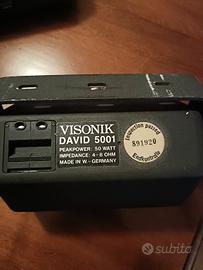 VISONIK
DAVID 5001
PEAKPOWER: 50 WATT
IMPEDANCE: 4-8 OHM
MADE IN W.-GERMANY
Inspection passed
891920
Endkontrolle
subito